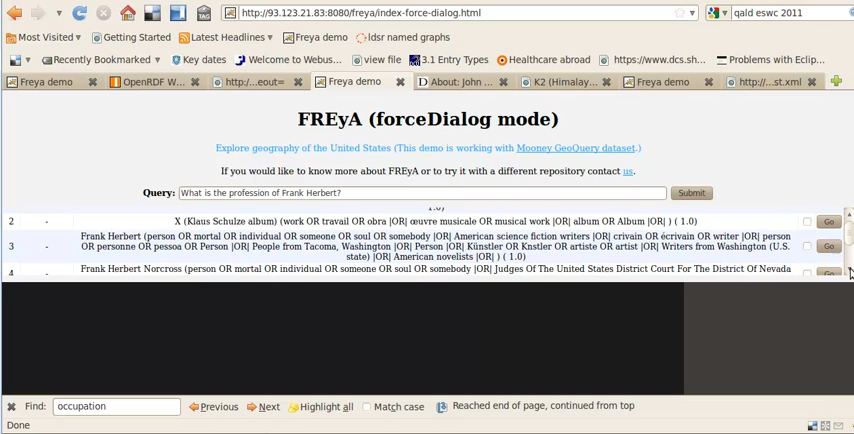 http://93.123.21.83:8080/freya/index-force-dialog.html
qald eswc 2011
Most Visited
Getting Started
Latest Headlines
Freya demo
ldsr named graphs
Recently Bookmarked
Key dates
Welcome to Webus...
view file
3.1 Entry Types
Healthcare abroad
https://www.dcs.sh...
Problems with Eclip...
Freya demo
OpenRDF W...
http:/...eout=
Freya demo
About: John ...
K2 (Himalay...
Freya demo
http://...st.xml
FREyA (forceDialog mode)
Explore geography of the United States (This demo is working with Mooney GeoQuery dataset.)
If you would like to know more about FREyA or to try it with a different repository contact us.
Query: What is the profession of Frank Herbert? Submit
1.0)
2 - X (Klaus Schulze album) (work OR travail OR obra |OR| œuvre musicale OR musical work |OR| album OR Album |OR| ) ( 1.0) Go
Frank Herbert (person OR mortal OR individual OR someone OR soul OR somebody |OR| American science fiction writers |OR| crivain OR écrivain OR writer |OR| person
3 - OR personne OR pessoa OR Person |OR| People from Tacoma, Washington |OR| Person |OR| Künstler OR Knstler OR artiste OR artist |OR| Writers from Washington (U.S. Go
state) |OR| American novelists |OR| ) ( 1.0)
4 - Frank Herbert Norcross (person OR mortal OR individual OR someone OR soul OR somebody |OR| Judges Of The United States District Court For The District Of Nevada Go
Find: occupation Previous Next Highlight all Match case Reached end of page, continued from top
Done